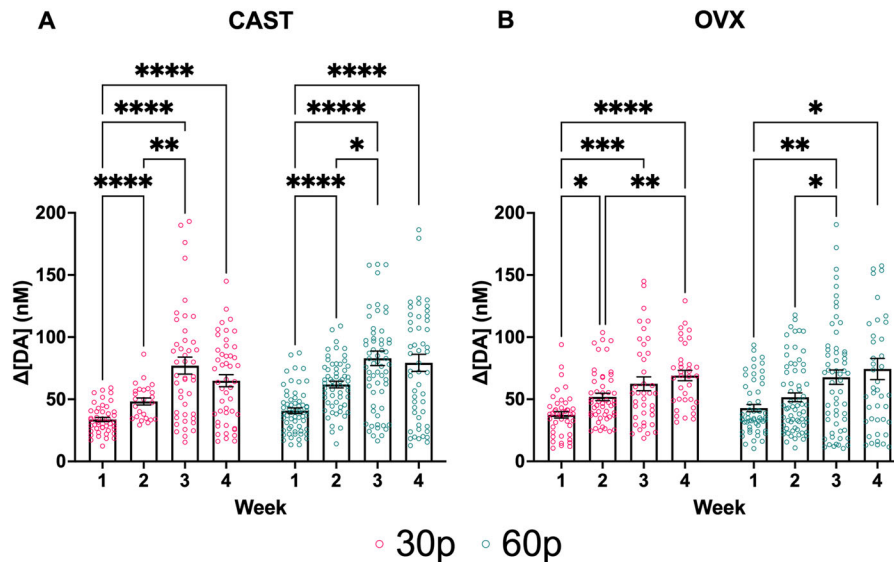 A CAST
B OVX
**** ****
**** ****
** *
**** ****
**** *
*** **
* ** *
Δ[DA] (nM)
200
150
100
50
0
1 2 3 4 1 2 3 4
Week
Δ[DA] (nM)
200
150
100
50
0
1 2 3 4 1 2 3 4
Week
30p 60p